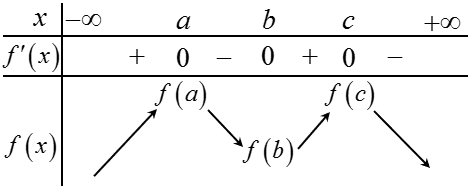 x −∞ a b c +∞
f′(x) + 0 − 0 + 0 −
f(a) f(c)
f(x)
f(b)